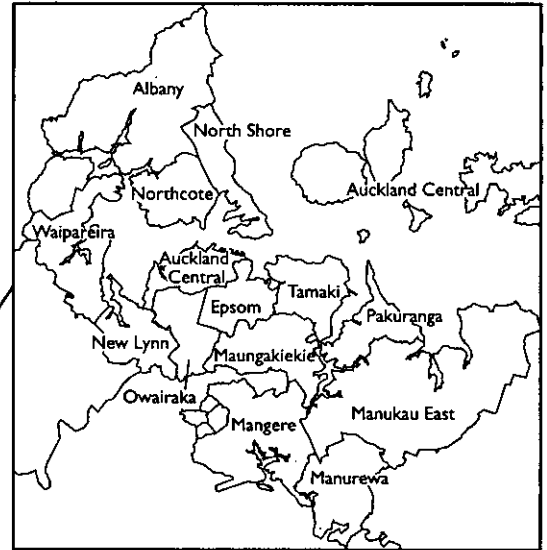 Albany
North Shore
Northcote
Auckland Central
Waipareira
Auckland
Central
Tamaki
Epsom
Pakuranga
New Lynn
Maungakiekie
Owairaka
Manukau East
Mangere
Manurewa